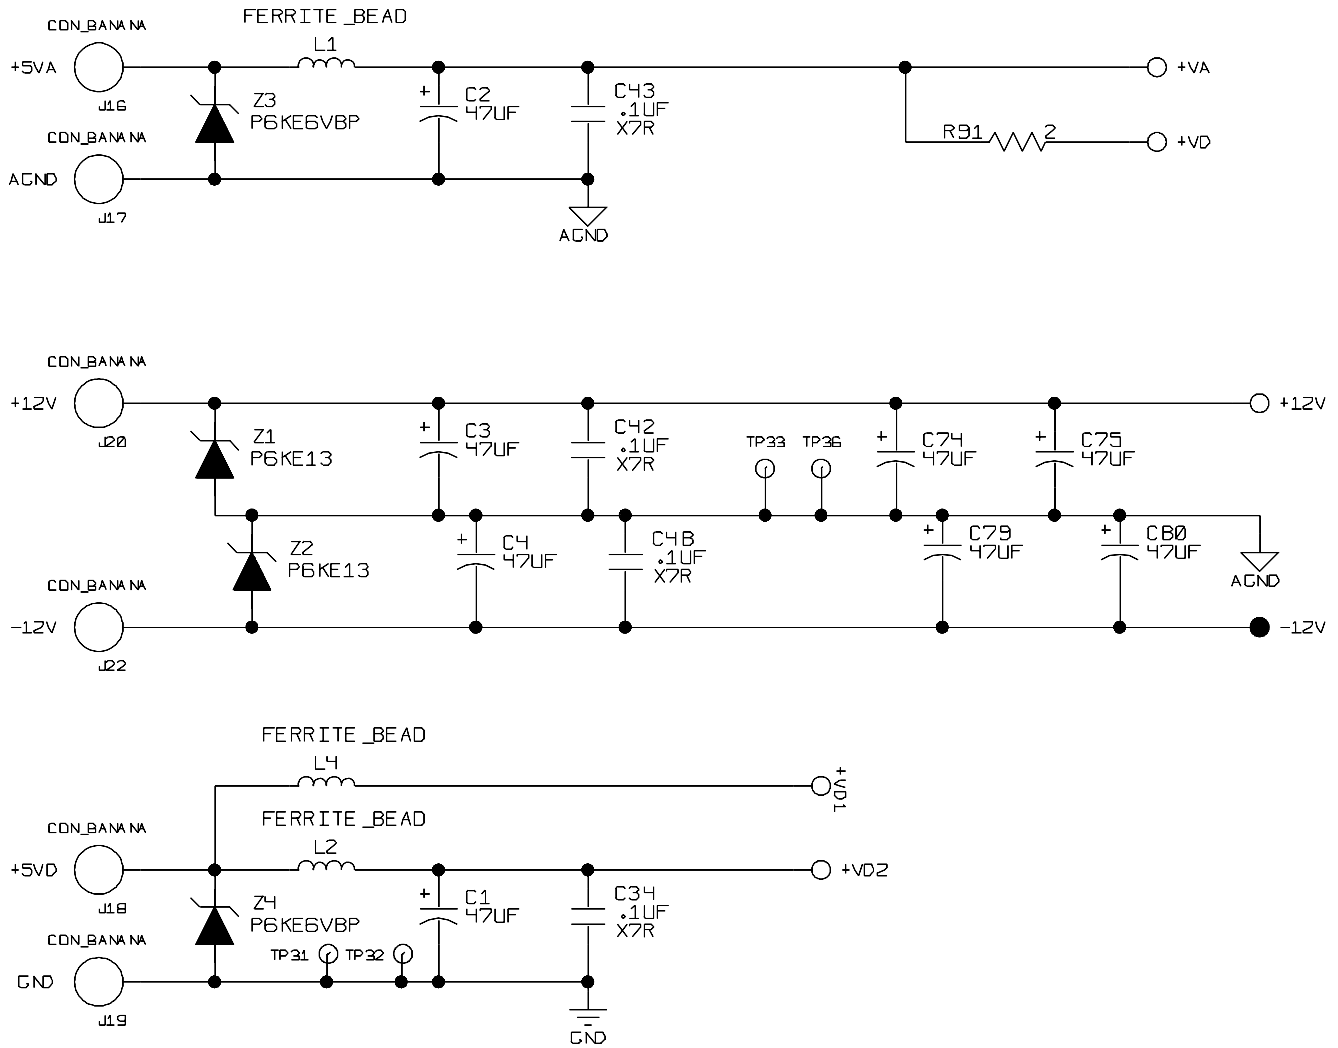 CON_BANANA
FERRITE_BEAD
L1
+5VA
J16
Z3
P6KE6V8P
+ C2
47UF
C43
.1UF
X7R
+VA
R91 2
+VD
CON_BANANA
AGND
J17
AGND
CON_BANANA
+12V
J20
Z1
P6KE13
+ C3
47UF
C42
.1UF
X7R
TP33 TP36
+ C74
47UF
+ C75
47UF
+12V
Z2
P6KE13
+ C4
47UF
C48
.1UF
X7R
+ C79
47UF
+ C80
47UF
AGND
CON_BANANA
-12V
J22
-12V
FERRITE_BEAD
L4
+VD1
FERRITE_BEAD
L2
CON_BANANA
+5VD
J18
+VD2
Z4
P6KE6V8P
+ C1
47UF
C34
.1UF
X7R
CON_BANANA
TP31 TP32
GND
J19
GND